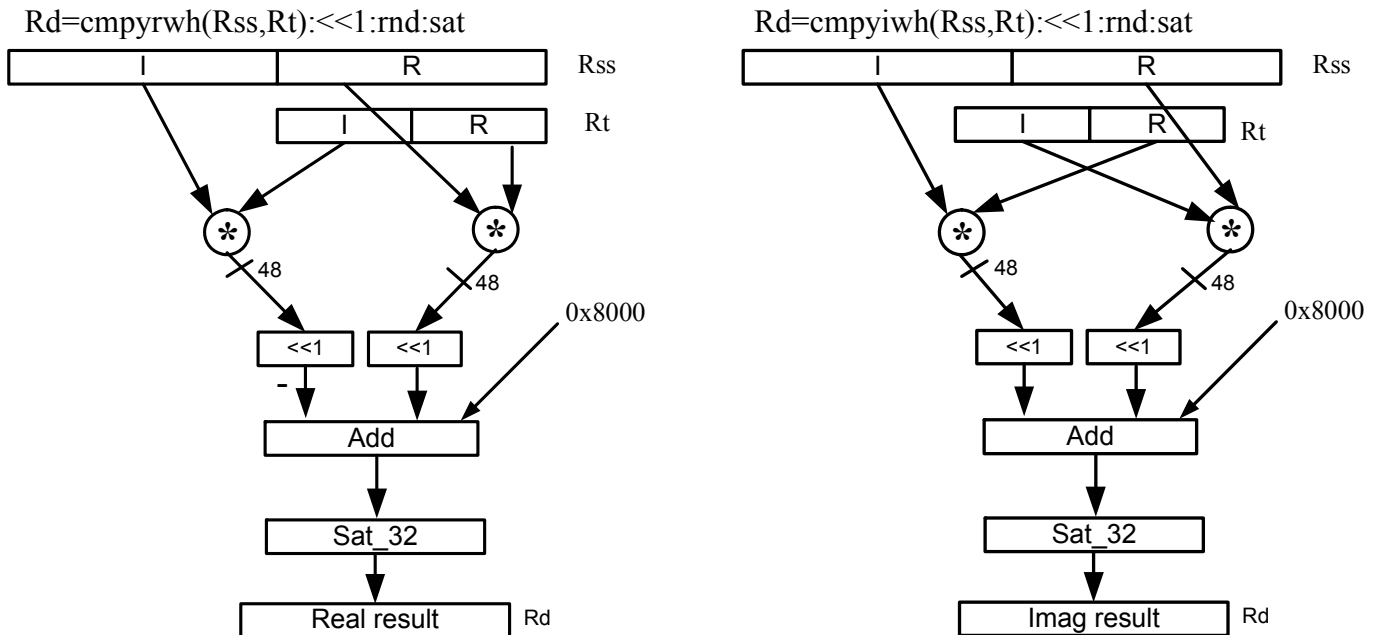 Rd=cmpyrwh(Rss,Rt):<<1:rnd:sat
I R Rss
I R Rt
* *
48 48
0x8000
<<1 <<1
-
Add
Sat_32
Real result Rd
Rd=cmpyiwh(Rss,Rt):<<1:rnd:sat
I R Rss
I R Rt
* *
48 48
0x8000
<<1 <<1
Add
Sat_32
Imag result Rd